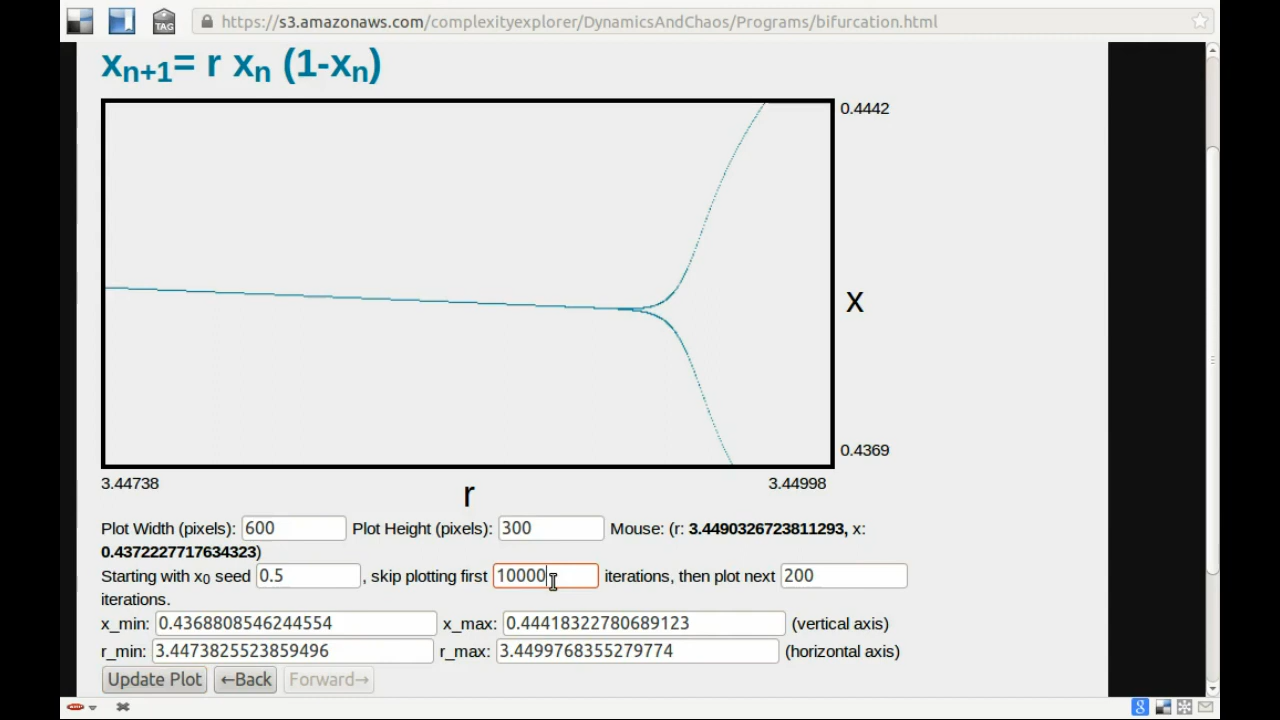 TAG
https://s3.amazonaws.com/complexityexplorer/DynamicsAndChaos/Programs/bifurcation.html
xn+1= r xn (1-xn)
0.4442
x
0.4369
3.44738
r
3.44998
Plot Width (pixels): 600 Plot Height (pixels): 300 Mouse: (r: 3.4490326723811293, x:
0.4372227717634323)
Starting with x0 seed 0.5 , skip plotting first 10000 iterations, then plot next 200
iterations.
x_min: 0.4368808546244554 x_max: 0.44418322780689123 (vertical axis)
r_min: 3.4473825523859496 r_max: 3.4499768355279774 (horizontal axis)
Update Plot ←Back Forward→
8